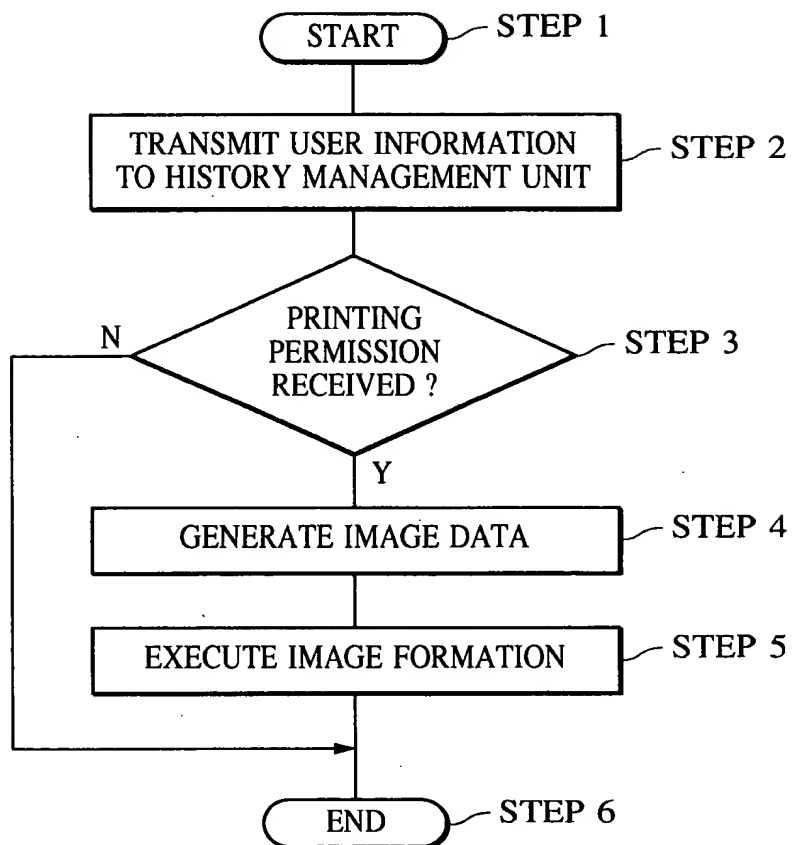 START
STEP 1
TRANSMIT USER INFORMATION
TO HISTORY MANAGEMENT UNIT
STEP 2
PRINTING
PERMISSION
RECEIVED ?
STEP 3
N
Y
GENERATE IMAGE DATA
STEP 4
EXECUTE IMAGE FORMATION
STEP 5
END
STEP 6